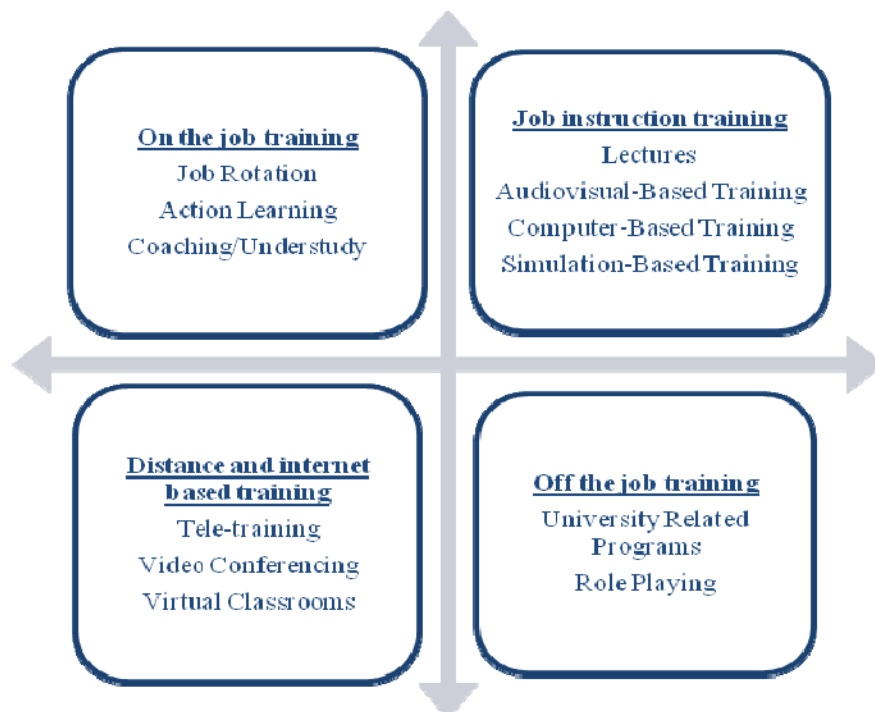 On the job training
Job Rotation
Action Learning
Coaching/Understudy
Job instruction training
Lectures
Audiovisual-Based Training
Computer-Based Training
Simulation-Based Training
Distance and internet
based training
Tele-training
Video Conferencing
Virtual Classrooms
Off the job training
University Related
Programs
Role Playing